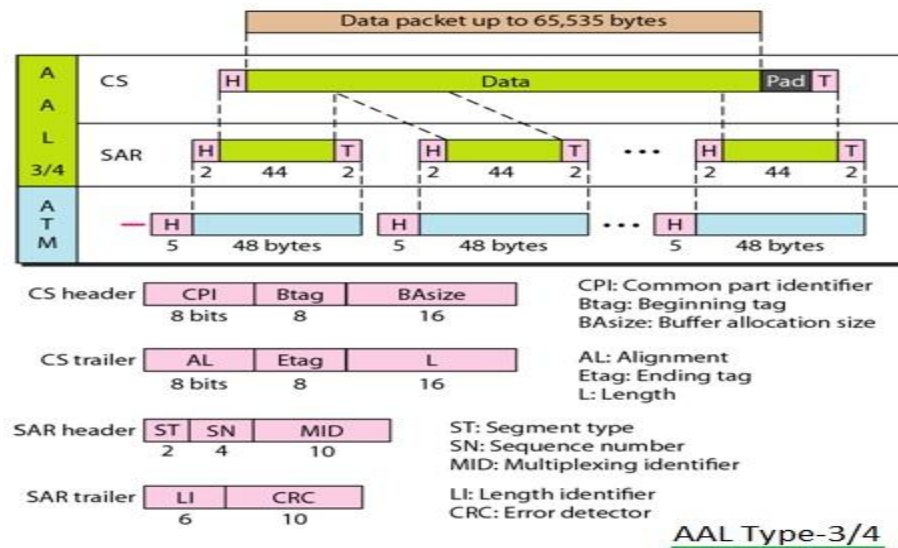 Data packet up to 65,535 bytes
A A L 3/4
CS
H Data Pad T
SAR
H T H T ... H T
2 44 2 2 44 2 2 44 2
A T M
H H ... H
5 48 bytes 5 48 bytes 5 48 bytes
CS header CPI Btag BAsize
8 bits 8 16
CPI: Common part identifier
Btag: Beginning tag
BAsize: Buffer allocation size
CS trailer AL Etag L
8 bits 8 16
AL: Alignment
Etag: Ending tag
L: Length
SAR header ST SN MID
2 4 10
ST: Segment type
SN: Sequence number
MID: Multiplexing identifier
SAR trailer LI CRC
6 10
LI: Length identifier
CRC: Error detector
AAL Type-3/4